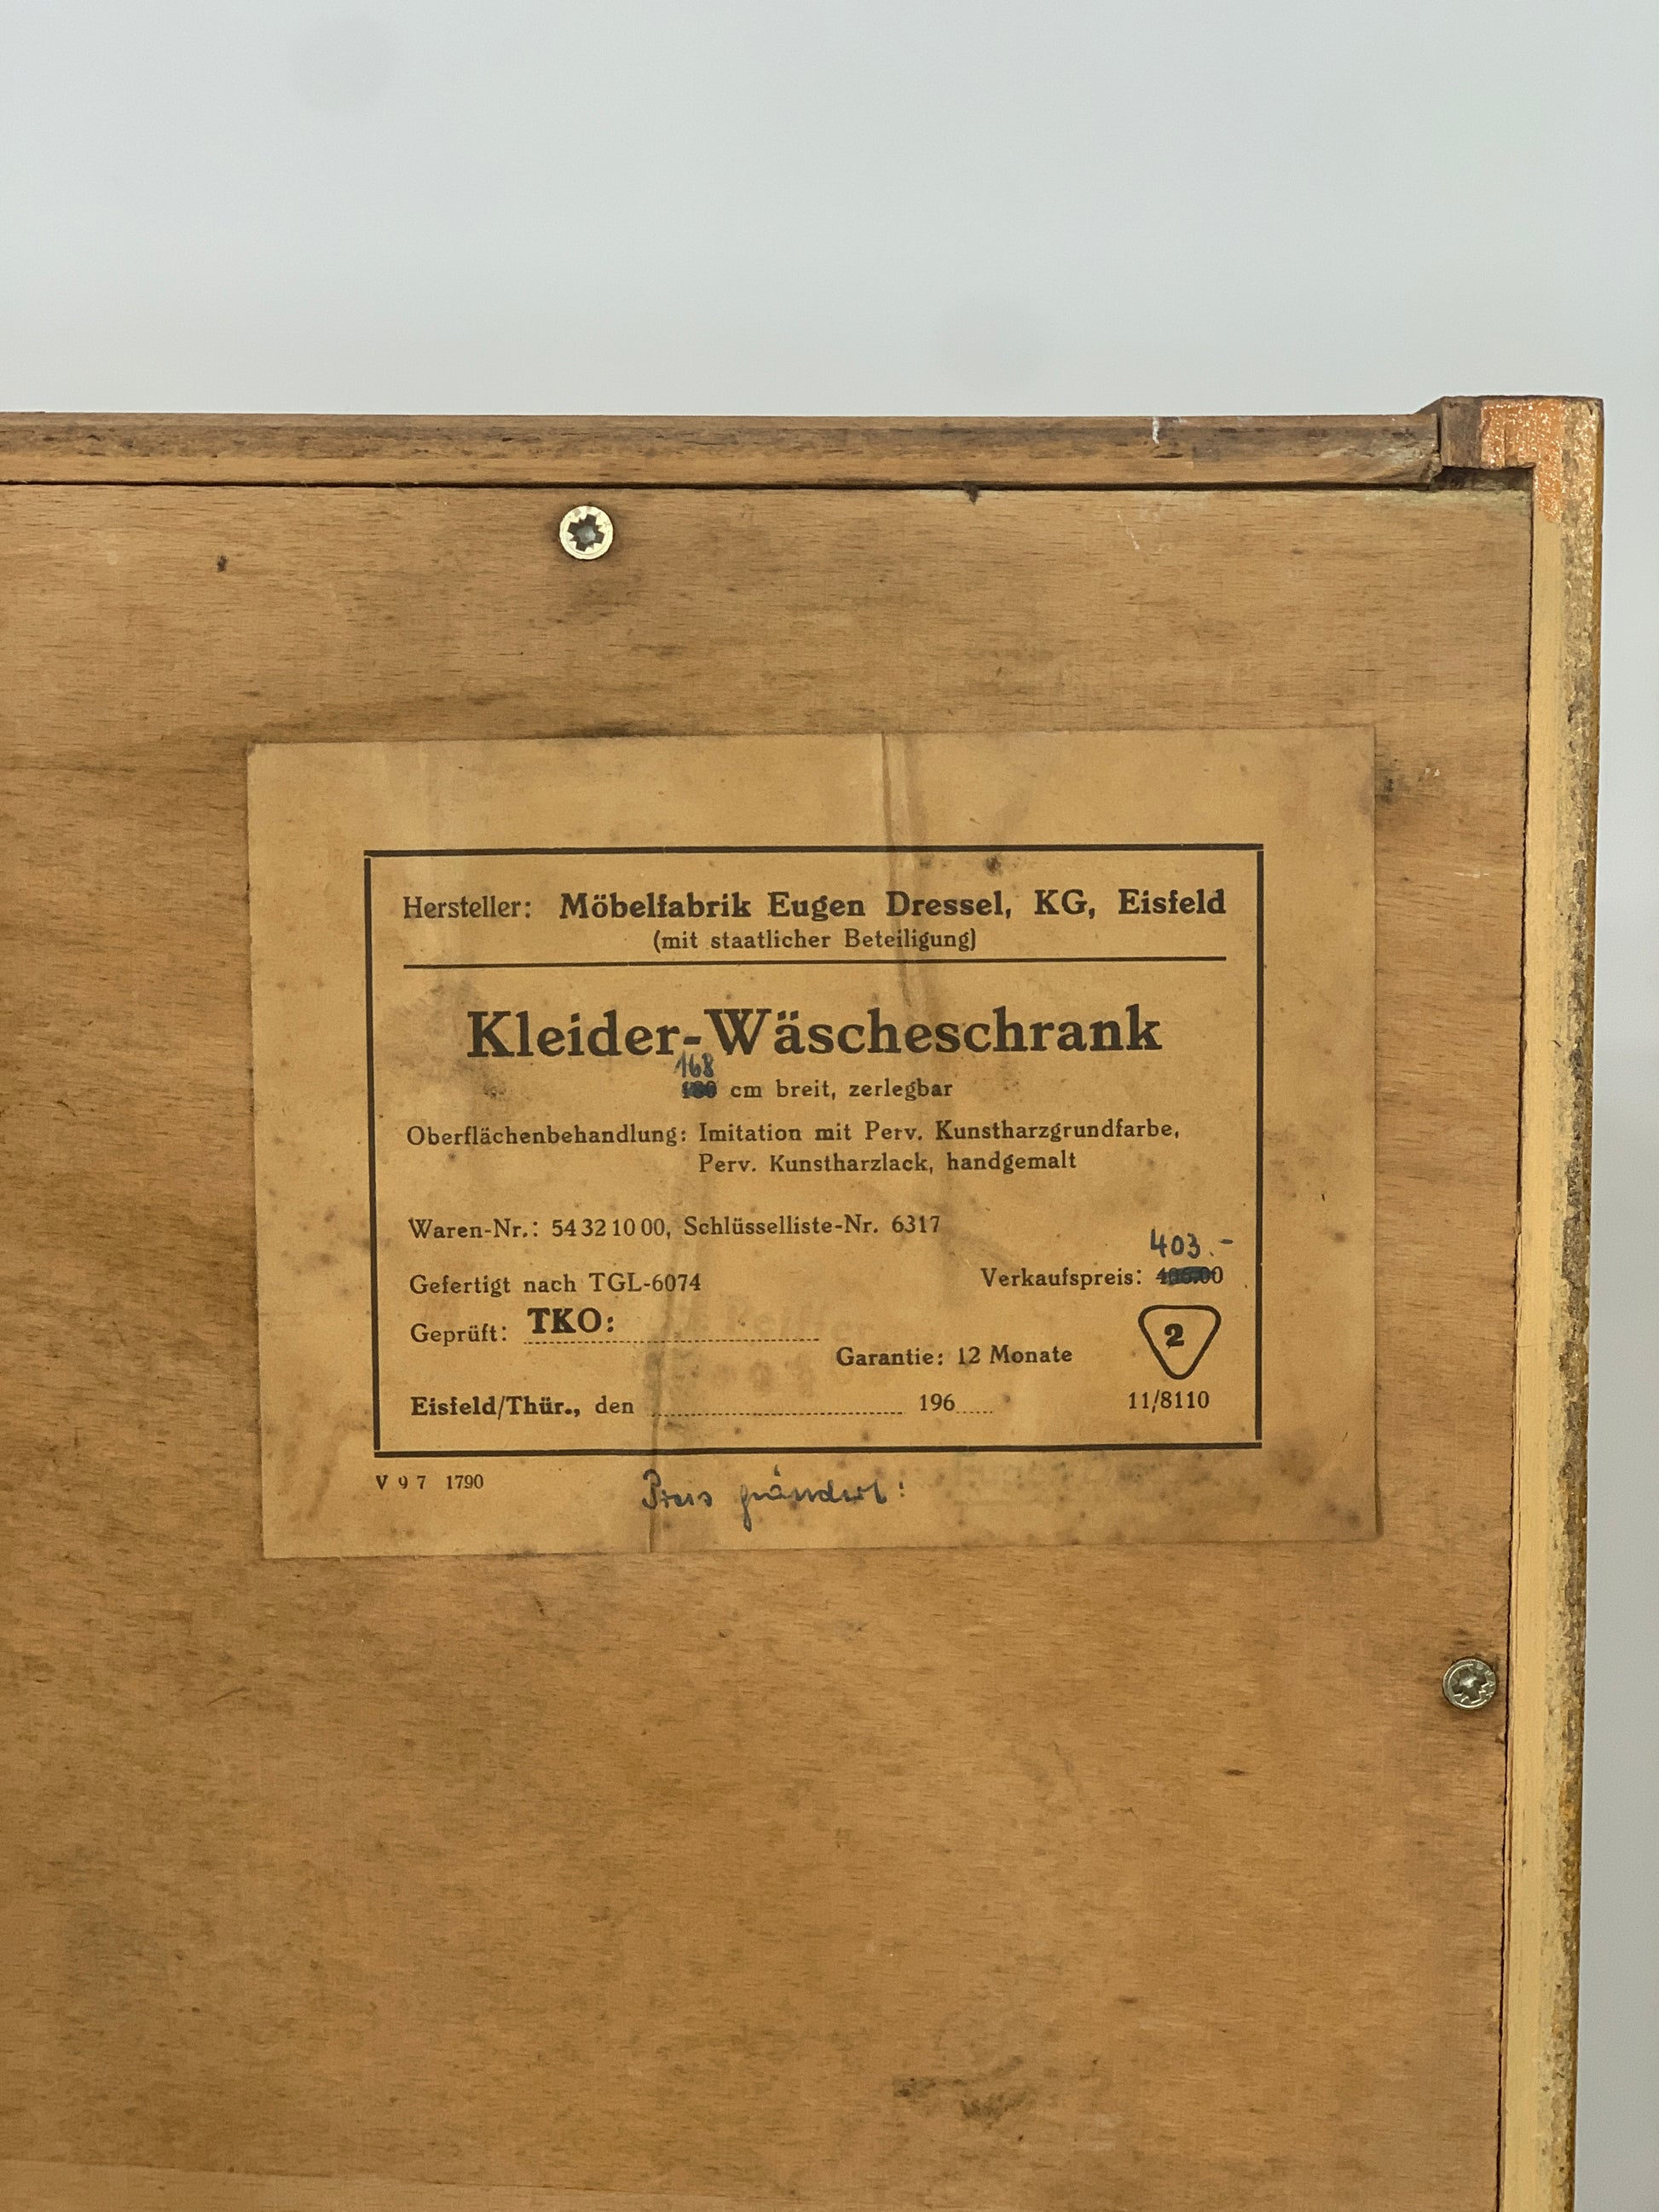 Hersteller: Möbelfabrik Eugen Dressel, KG, Eisfeld
(mit staatlicher Beteiligung)
Kleider-Wäscheschrank
168
cm breit, zerlegbar
Oberflächenbehandlung: Imitation mit Perv. Kunstharzgrundfarbe,
Perv. Kunstharzlack, handgemalt
Waren-Nr.: 54 32 10 00, Schlüsselliste-Nr. 6317
403.-
Gefertigt nach TGL-6074 Verkaufspreis:
Geprüft: TKO:
2
Garantie: 12 Monate
Eisfeld/Thür., den 196 11/8110
V 9 7 1790
Preis geändert: